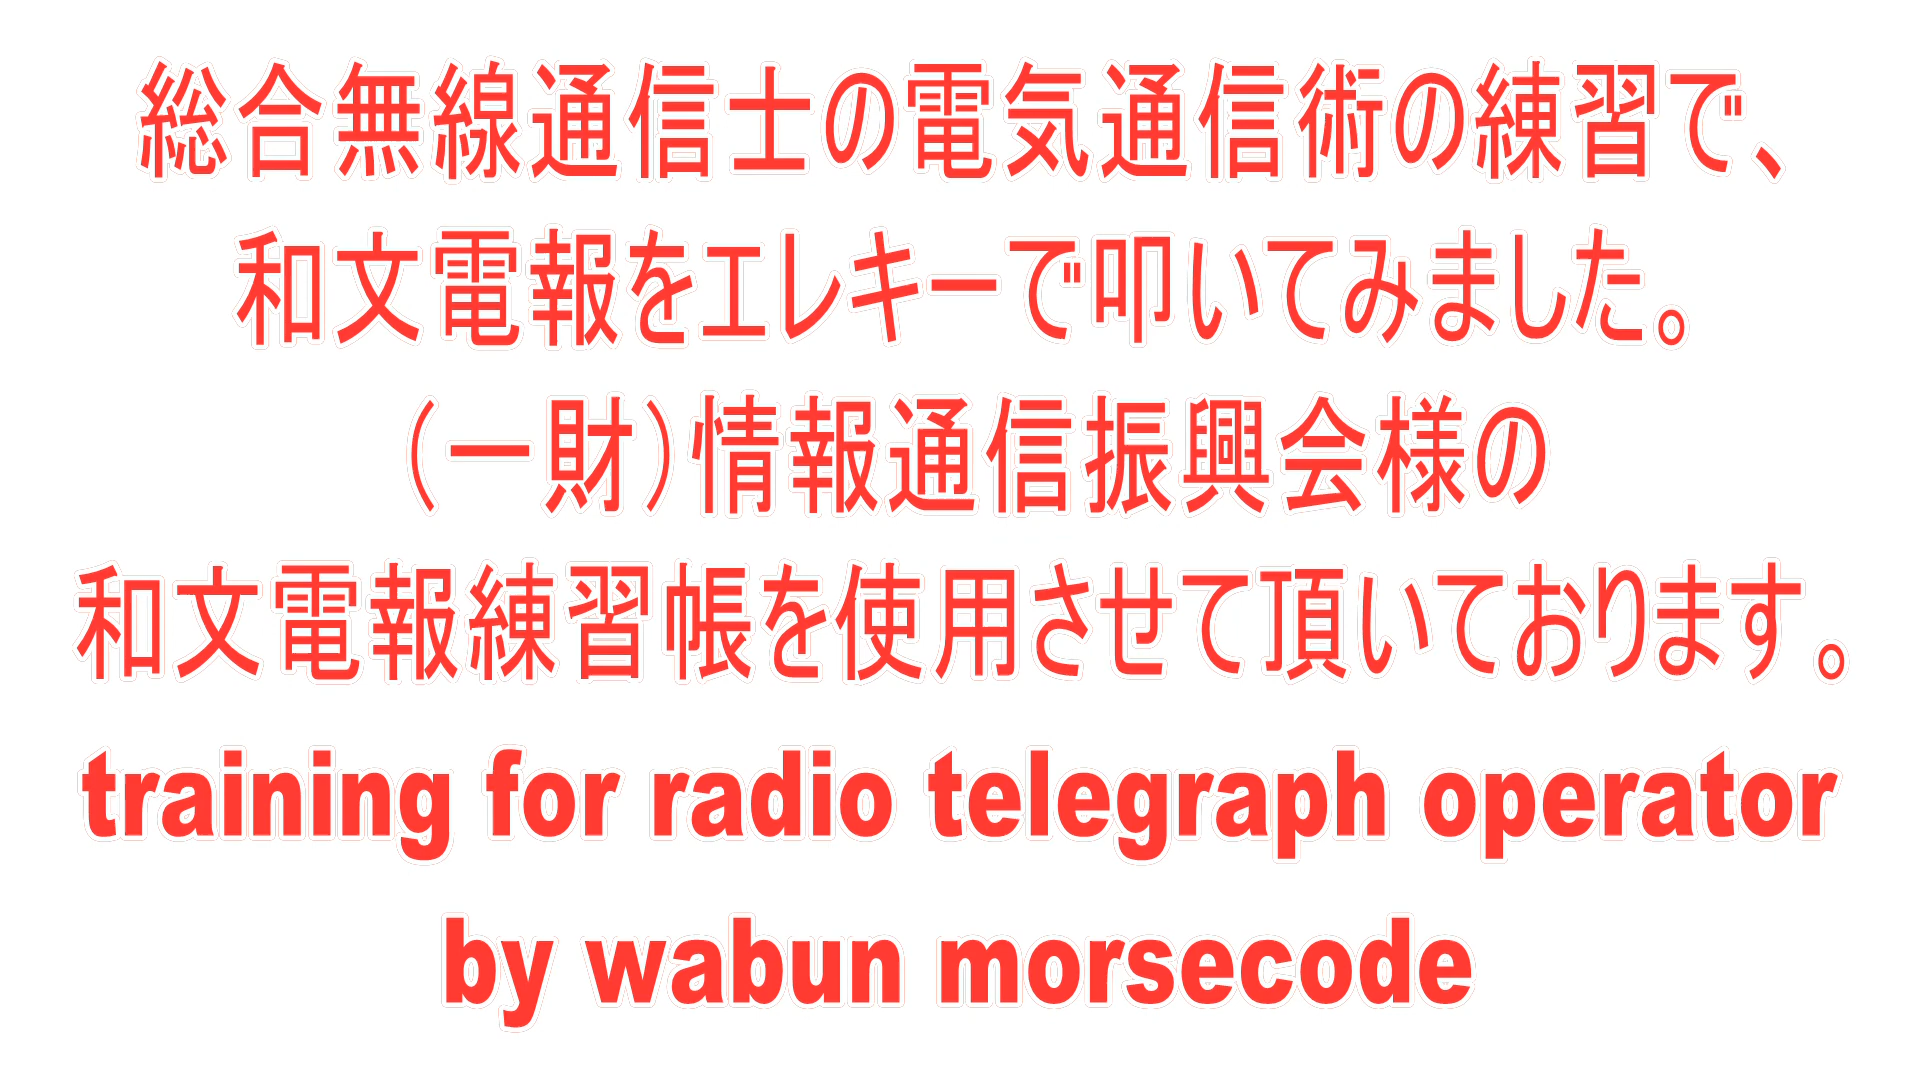 総合無線通信士の電気通信術の練習で、
和文電報をエレキーで叩いてみました。
(一財)情報通信振興会様の
和文電報練習帳を使用させて頂いております。
training for radio telegraph operator
by wabun morsecode